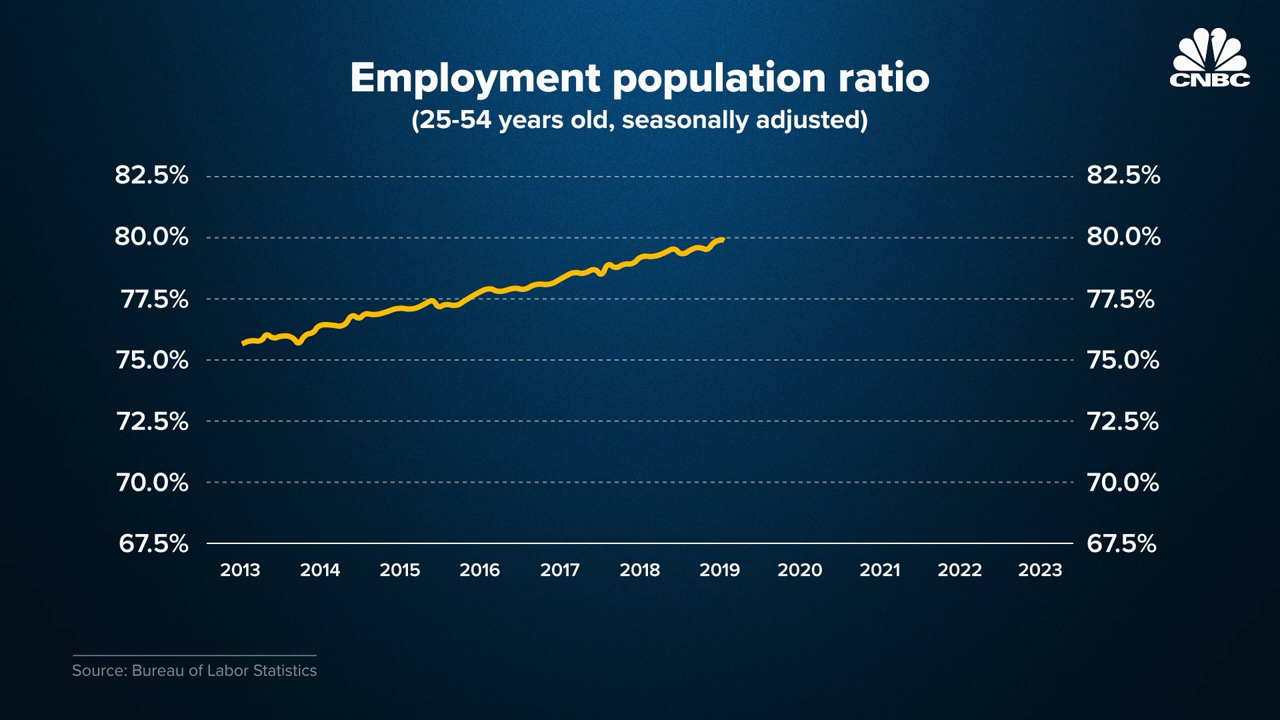 CNBC
Employment population ratio
(25-54 years old, seasonally adjusted)
82.5% 82.5%
80.0% 80.0%
77.5% 77.5%
75.0% 75.0%
72.5% 72.5%
70.0% 70.0%
67.5% 67.5%
2013 2014 2015 2016 2017 2018 2019 2020 2021 2022 2023
Source: Bureau of Labor Statistics